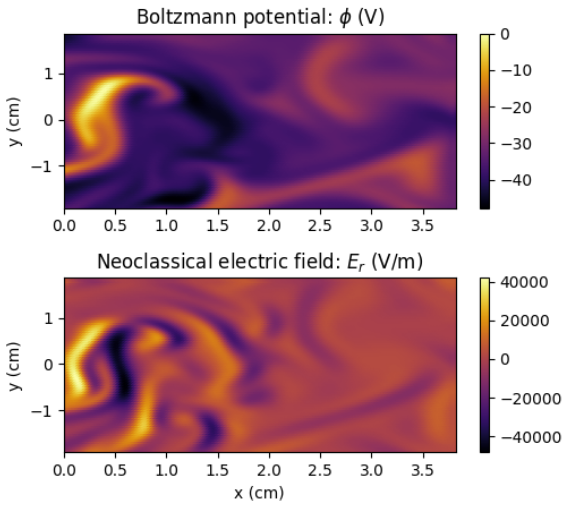 Boltzmann potential: ϕ (V)
y (cm)
1
0
−1
0.0 0.5 1.0 1.5 2.0 2.5 3.0 3.5
0
−10
−20
−30
−40
Neoclassical electric field: E_r (V/m)
y (cm)
1
0
−1
0.0 0.5 1.0 1.5 2.0 2.5 3.0 3.5
x (cm)
40000
20000
0
−20000
−40000